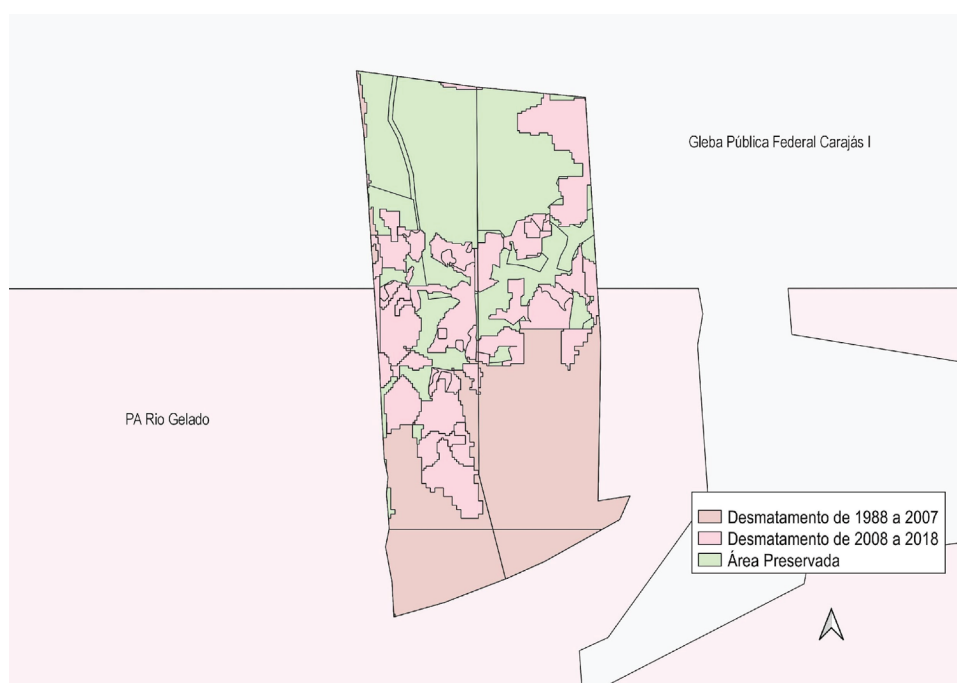 Gleba Pública Federal Carajás I
PA Rio Gelado
Desmatamento de 1988 a 2007
Desmatamento de 2008 a 2018
Área Preservada